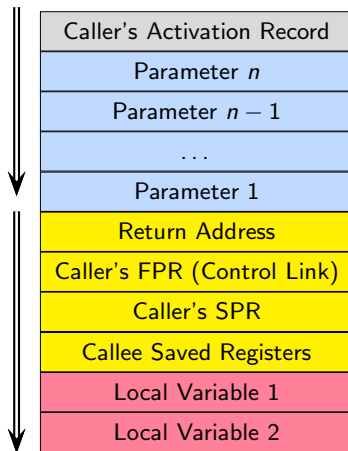 Caller's Activation Record
Parameter n
Parameter n − 1
. . .
Parameter 1
Return Address
Caller's FPR (Control Link)
Caller's SPR
Callee Saved Registers
Local Variable 1
Local Variable 2